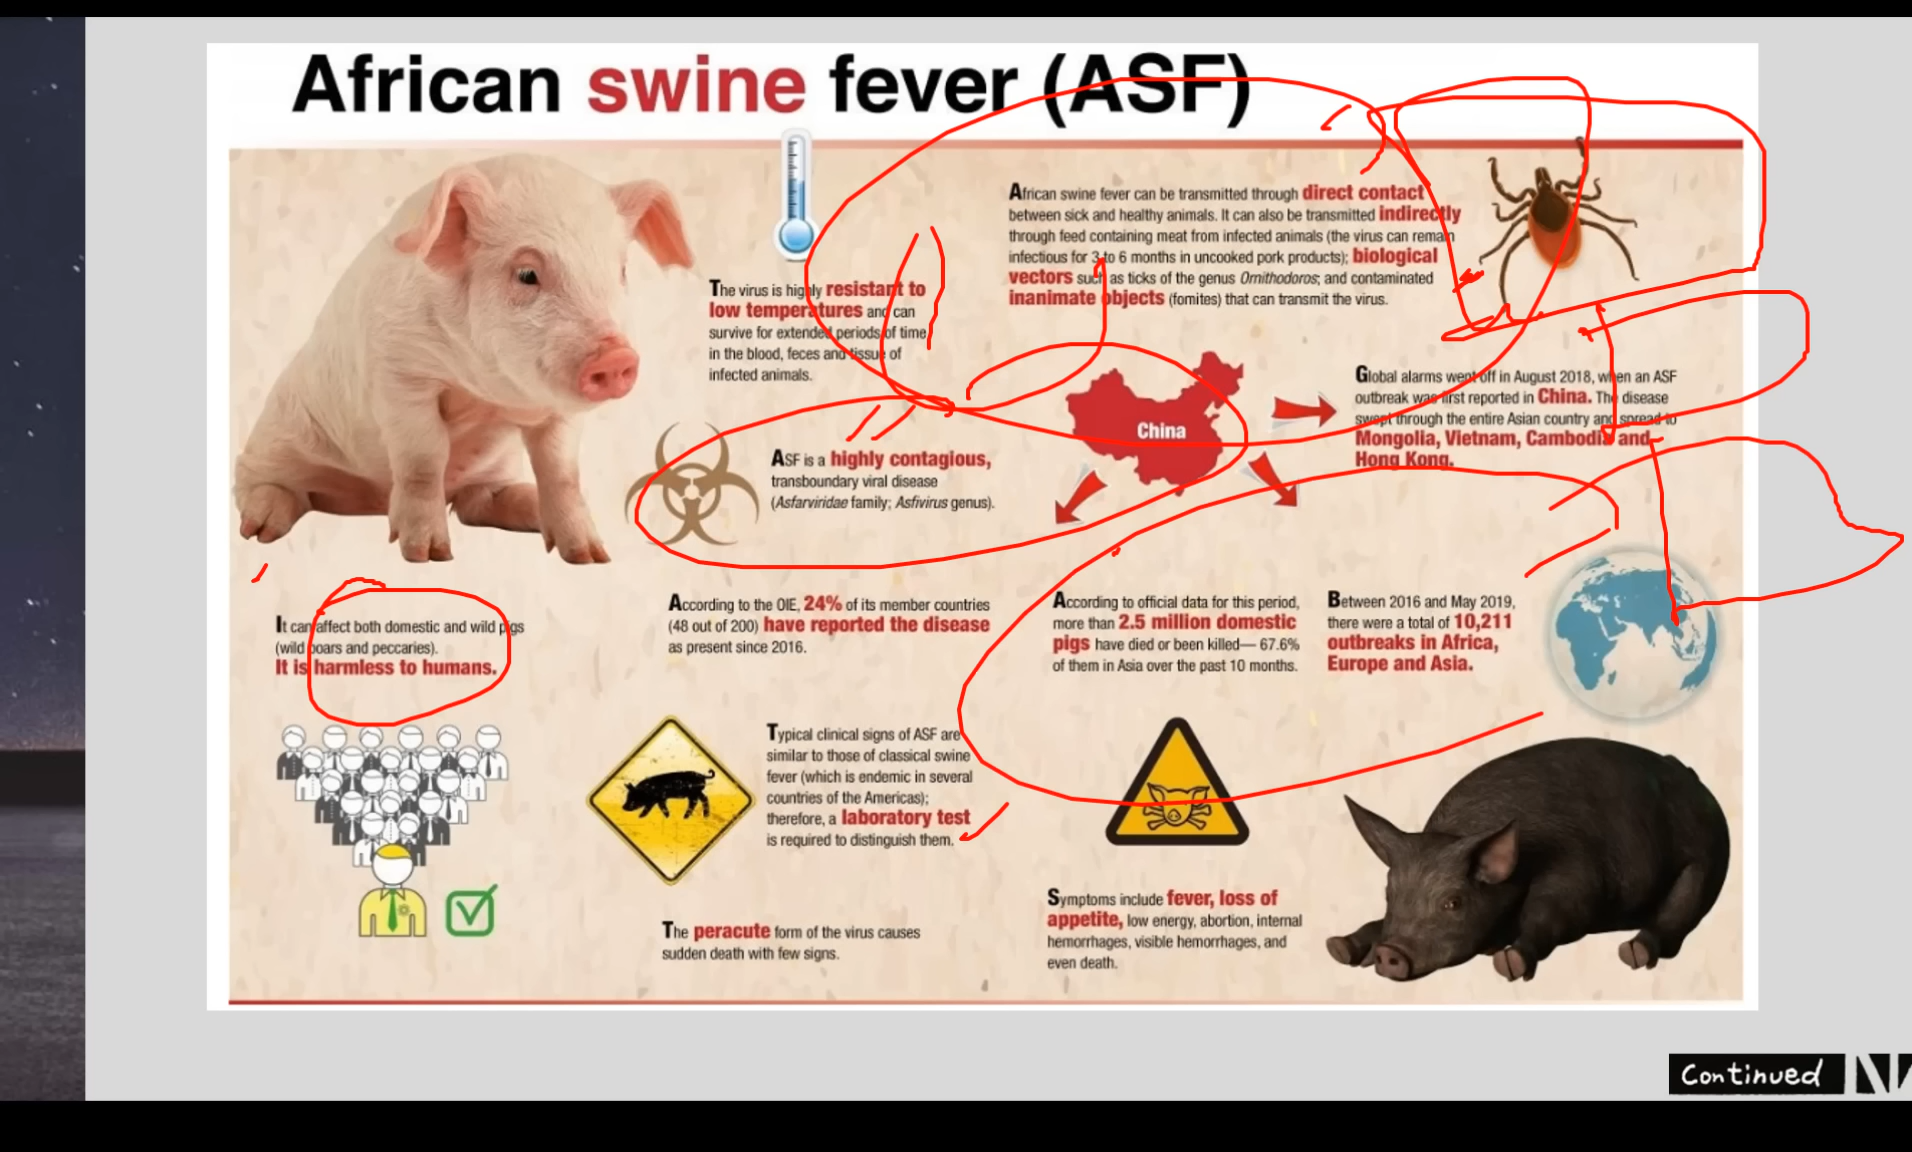 African swine fever (ASF)
African swine fever can be transmitted through direct contact
between sick and healthy animals. It can also be transmitted indirectly
through feed containing meat from infected animals (the virus can remain
infectious for 3 to 6 months in uncooked pork products); biological
vectors such as ticks of the genus Ornithodoros; and contaminated
inanimate objects (fomites) that can transmit the virus.
The virus is highly resistant to
low temperatures and can
survive for extended periods of time
in the blood, feces and tissue of
infected animals.
China
Global alarms went off in August 2018, when an ASF
outbreak was first reported in China. The disease
swept through the entire Asian country and spread to
Mongolia, Vietnam, Cambodia and
Hong Kong.
ASF is a highly contagious,
transboundary viral disease
(Asfarviridae family; Asfivirus genus).
It can affect both domestic and wild pigs
(wild boars and peccaries).
It is harmless to humans.
According to the OIE, 24% of its member countries
(48 out of 200) have reported the disease
as present since 2016.
According to official data for this period,
more than 2.5 million domestic
pigs have died or been killed— 67.6%
of them in Asia over the past 10 months.
Between 2016 and May 2019,
there were a total of 10,211
outbreaks in Africa,
Europe and Asia.
Typical clinical signs of ASF are
similar to those of classical swine
fever (which is endemic in several
countries of the Americas);
therefore, a laboratory test
is required to distinguish them.
The peracute form of the virus causes
sudden death with few signs.
Symptoms include fever, loss of
appetite, low energy, abortion, internal
hemorrhages, visible hemorrhages, and
even death.
Continued